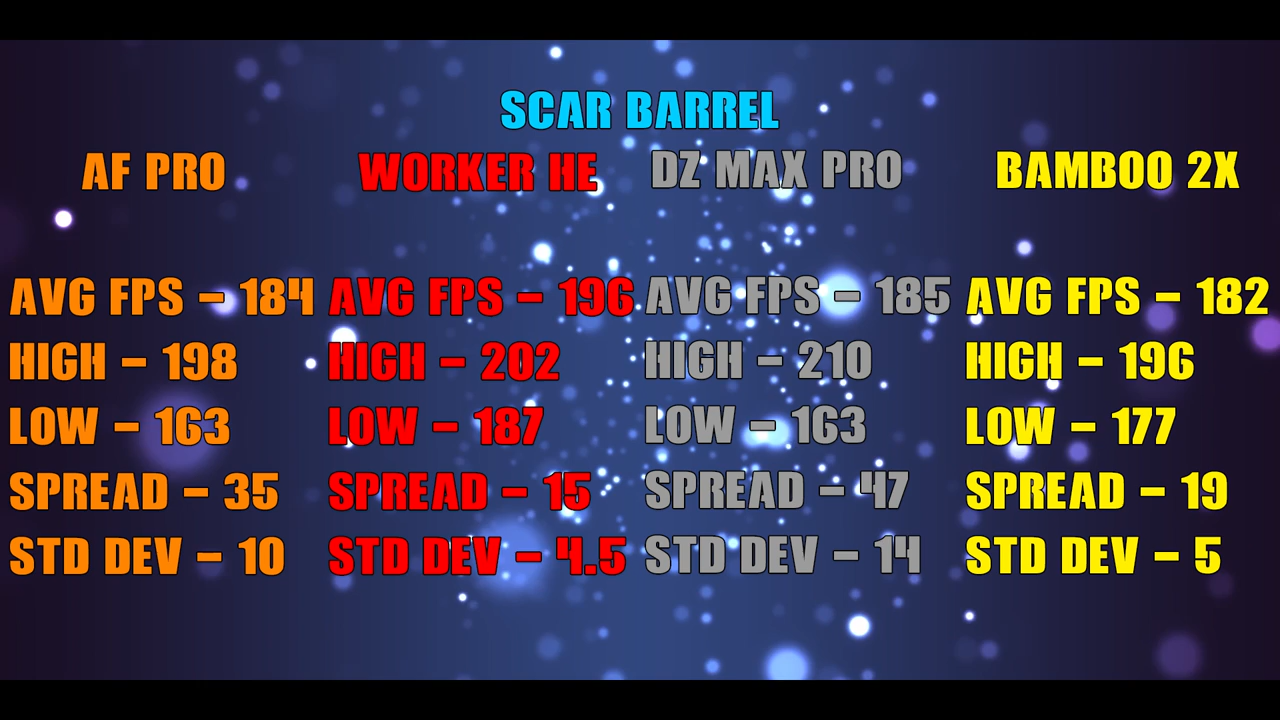 SCAR BARREL
AF PRO WORKER HE DZ MAX PRO BAMBOO 2X
AVG FPS - 184 AVG FPS - 196 AVG FPS - 185 AVG FPS - 182
HIGH - 198 HIGH - 202 HIGH - 210 HIGH - 196
LOW - 163 LOW - 187 LOW - 163 LOW - 177
SPREAD - 35 SPREAD - 15 SPREAD - 47 SPREAD - 19
STD DEV - 10 STD DEV - 4.5 STD DEV - 14 STD DEV - 5